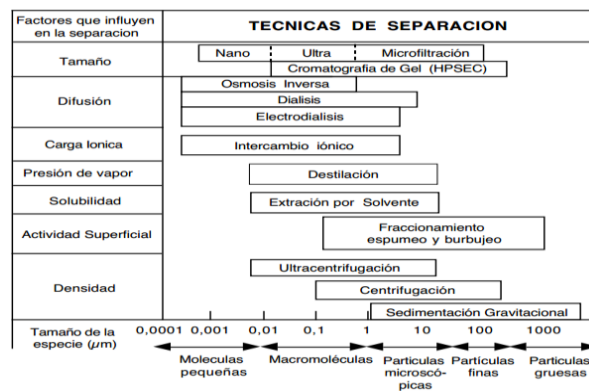 Factores que influyen
en la separacion
TECNICAS DE SEPARACION
Tamaño
Nano Ultra Microfiltración
Cromatografia de Gel (HPSEC)
Difusión
Osmosis Inversa
Dialisis
Electrodialisis
Carga Ionica
Intercambio iónico
Presión de vapor
Destilación
Solubilidad
Extración por Solvente
Actividad Superficial
Fraccionamiento
espumeo y burbujeo
Densidad
Ultracentrifugación
Centrifugación
Sedimentación Gravitacional
Tamaño de la
especie (µm)
0,0001 0,001 0,01 0,1 1 10 100 1000
Moleculas
pequeñas
Macromoléculas
Particulas
microscó-
picas
Partículas
finas
Particulas
gruesas